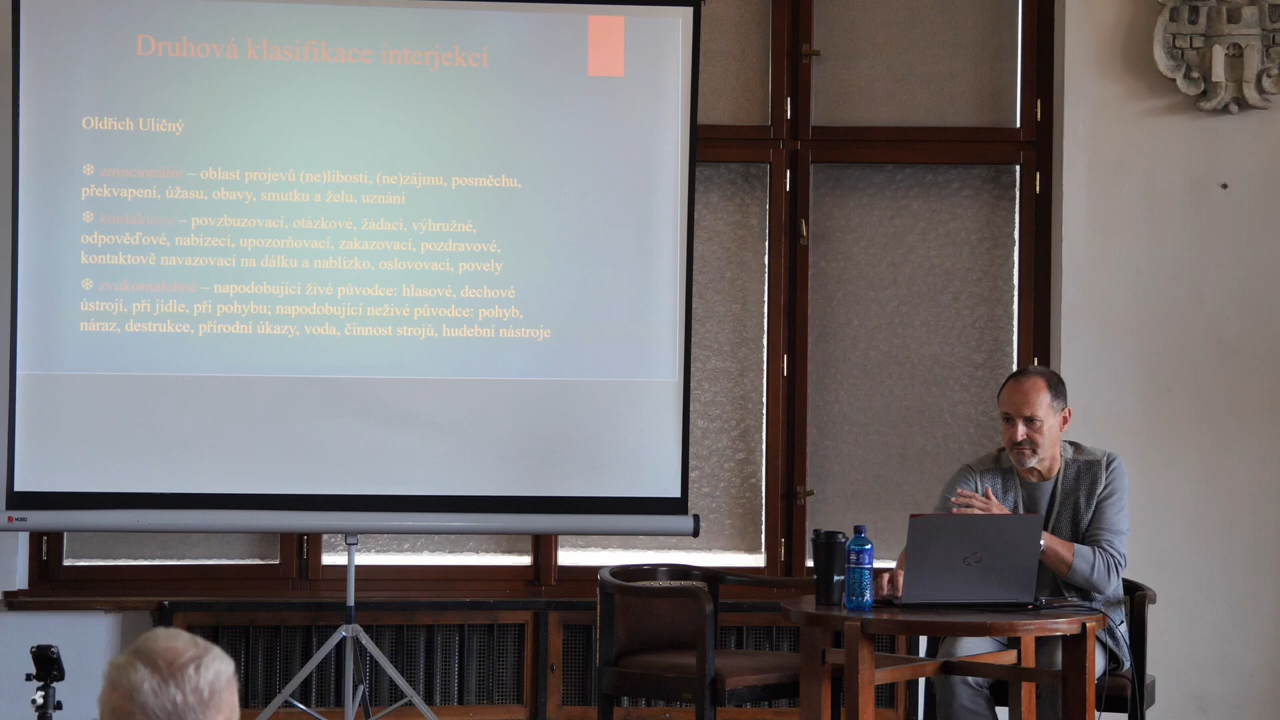 Druhová klasifikace interjekcí
Oldřich Uličný
❄ emocionální – oblast projevů (ne)libosti, (ne)zájmu, posměchu,
překvapení, úžasu, obavy, smutku a želu, uznání
❄ kontaktové – povzbuzovací, otázkové, žádací, výhružné,
odpověďové, nabízecí, upozorňovací, zakazovací, pozdravové,
kontaktově navazovací na dálku a nablízko, oslovovací, povely
❄ zvukomalebné – napodobující živé původce: hlasové, dechové
ústrojí, při jídle, při pohybu; napodobující neživé původce: pohyb,
náraz, destrukce, přírodní úkazy, voda, činnost strojů, hudební nástroje